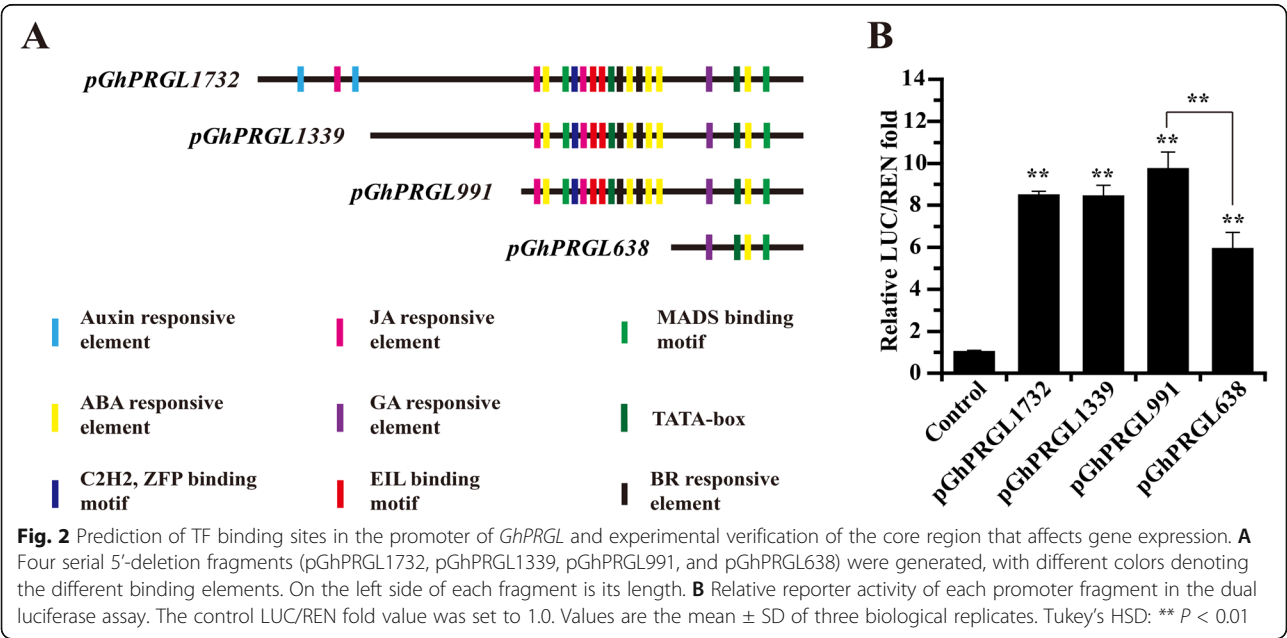 A
pGhPRGL1732
pGhPRGL1339
pGhPRGL991
pGhPRGL638
Auxin responsive
element
JA responsive
element
MADS binding
motif
ABA responsive
element
GA responsive
element
TATA-box
C2H2, ZFP binding
motif
EIL binding
motif
BR responsive
element
B
Relative LUC/REN fold
14
12
10
8
6
4
2
0
**
**
**
**
**
Control
pGhPRGL1732
pGhPRGL1339
pGhPRGL991
pGhPRGL638
Fig. 2 Prediction of TF binding sites in the promoter of GhPRGL and experimental verification of the core region that affects gene expression. A
Four serial 5′-deletion fragments (pGhPRGL1732, pGhPRGL1339, pGhPRGL991, and pGhPRGL638) were generated, with different colors denoting
the different binding elements. On the left side of each fragment is its length. B Relative reporter activity of each promoter fragment in the dual
luciferase assay. The control LUC/REN fold value was set to 1.0. Values are the mean ± SD of three biological replicates. Tukey's HSD: ** P < 0.01